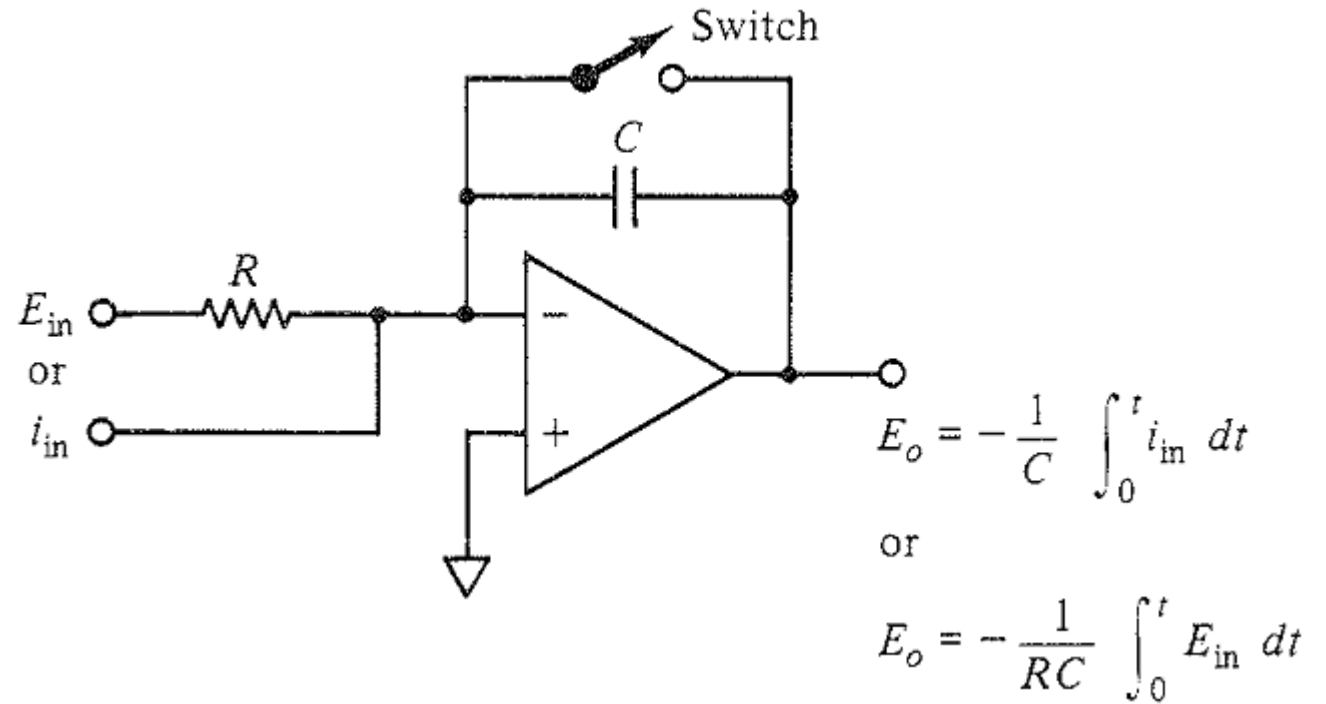 Switch
C
R
E_in
or
i_in
−
+
E_o = − 1/C ∫_0^t i_in dt
or
E_o = − 1/RC ∫_0^t E_in dt